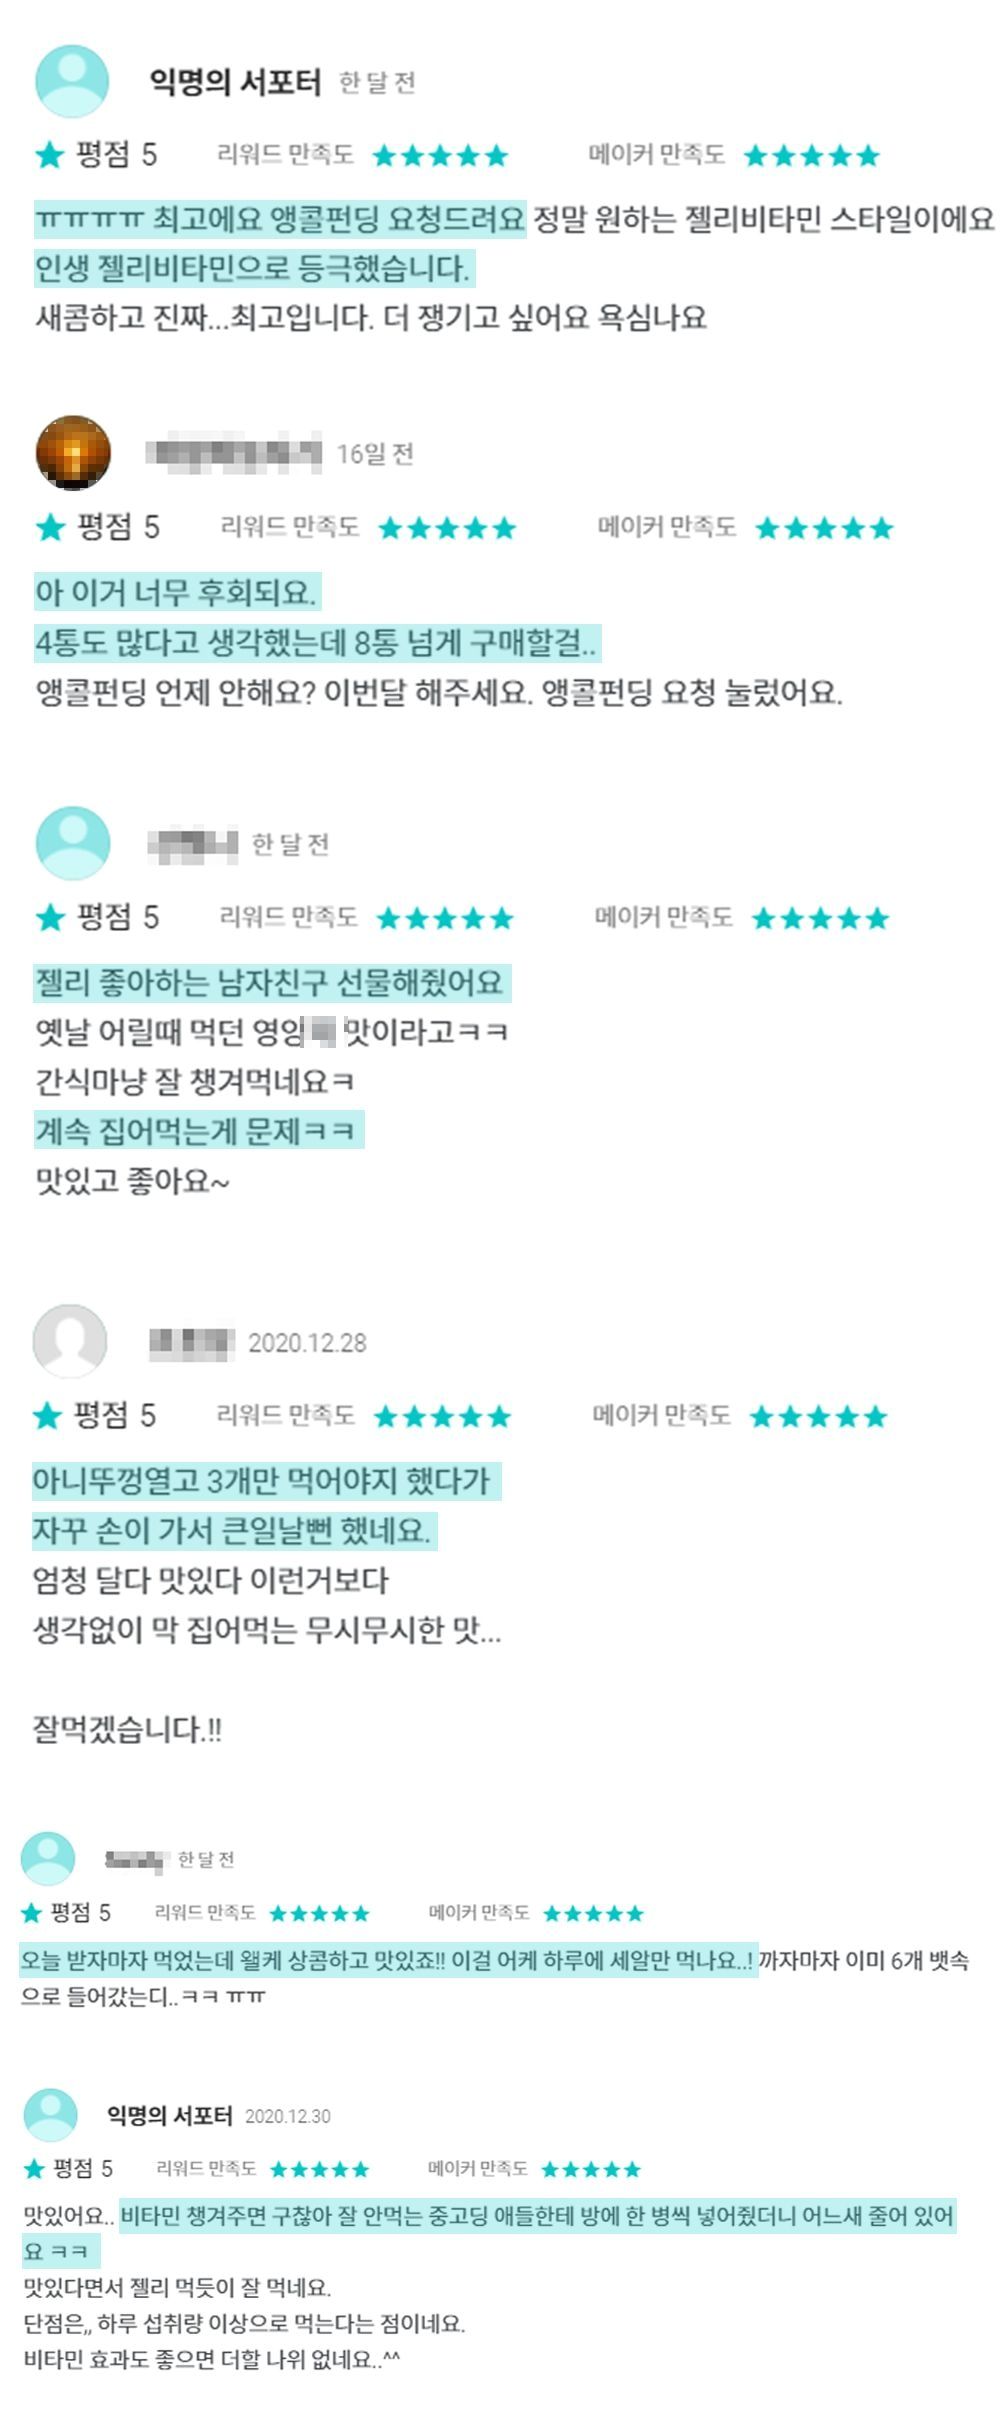 익명의 서포터 한 달 전
평점 5 리워드 만족도 메이커 만족도
ㅠㅠㅠㅠ 최고에요 앵콜펀딩 요청드려요 정말 원하는 젤리비타민 스타일이에요
인생 젤리비타민으로 등극했습니다.
새콤하고 진짜...최고입니다. 더 쟁기고 싶어요 욕심나요
16일 전
평점 5 리워드 만족도 메이커 만족도
아 이거 너무 후회되요.
4통도 많다고 생각했는데 8통 넘게 구매할걸..
앵콜펀딩 언제 안해요? 이번달 해주세요. 앵콜펀딩 요청 눌렀어요.
한 달 전
평점 5 리워드 만족도 메이커 만족도
젤리 좋아하는 남자친구 선물해줬어요
옛날 어릴때 먹던 영양 맛이라고ㅋㅋ
간식마냥 잘 챙겨먹네요ㅋ
계속 집어먹는게 문제ㅋㅋ
맛있고 좋아요~
2020.12.28
평점 5 리워드 만족도 메이커 만족도
아니뚜껑열고 3개만 먹어야지 했다가
자꾸 손이 가서 큰일날뻔 했네요.
엄청 달다 맛있다 이런거보다
생각없이 막 집어먹는 무시무시한 맛...
잘먹겠습니다.!!
한 달 전
평점 5 리워드 만족도 메이커 만족도
오늘 받자마자 먹었는데 왤케 상콤하고 맛있죠!! 이걸 어케 하루에 세알만 먹나요..! 까자마자 이미 6개 뱃속
으로 들어갔는디..ㅋㅋ ㅠㅠ
익명의 서포터 2020.12.30
평점 5 리워드 만족도 메이커 만족도
맛있어요.. 비타민 챙겨주면 구찮아 잘 안먹는 중고딩 애들한테 방에 한 병씩 넣어줬더니 어느새 줄어 있어
요 ㅋㅋ
맛있다면서 젤리 먹듯이 잘 먹네요.
단점은,, 하루 섭취량 이상으로 먹는다는 점이네요.
비타민 효과도 좋으면 더할 나위 없네요..^^